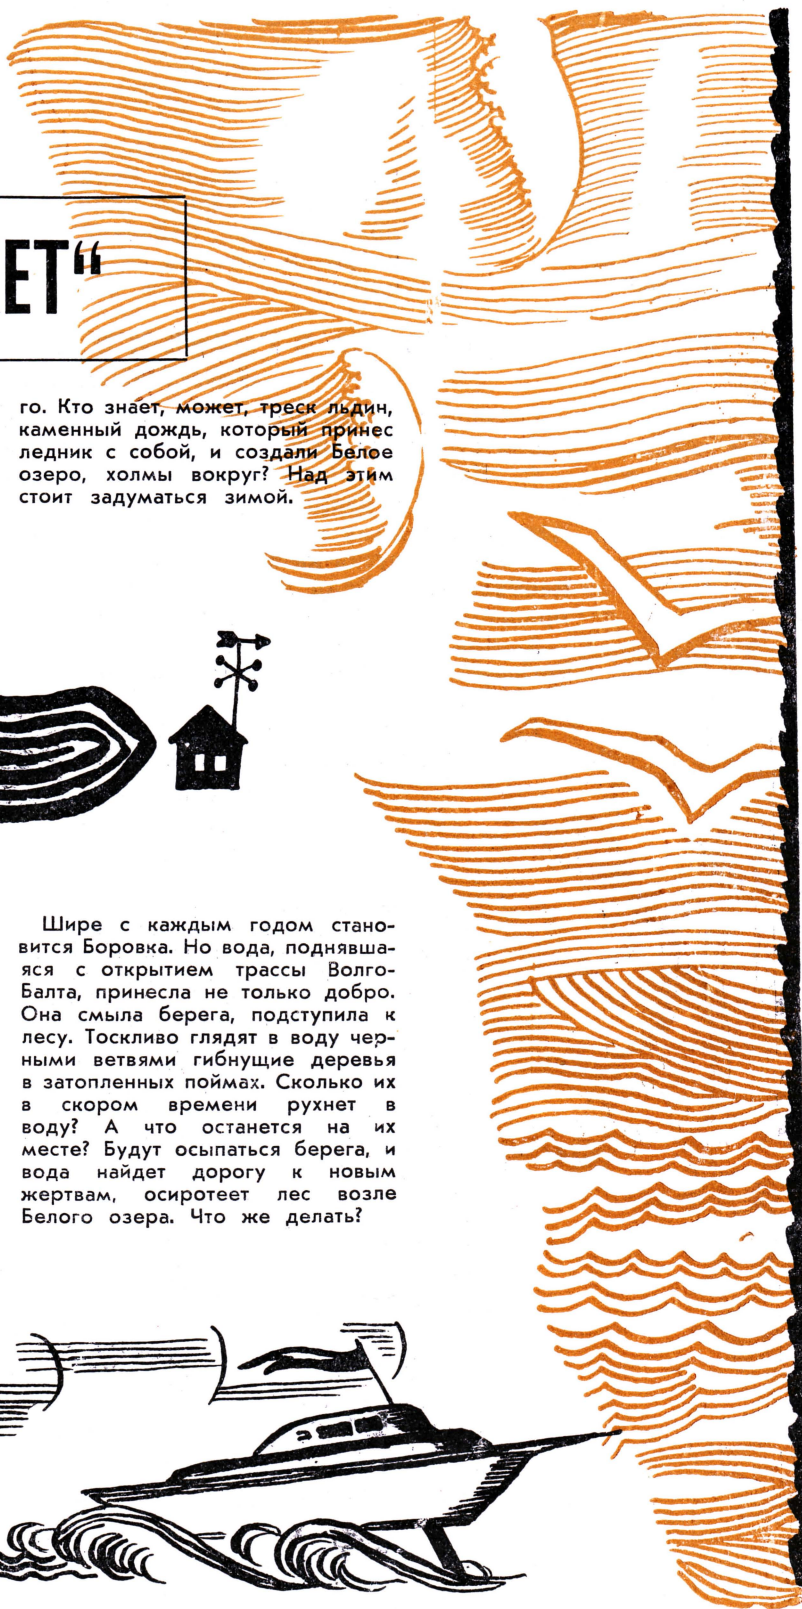 ЕТ“
го. Кто знает, может, треск льдин,
каменный дождь, который принес
ледник с собой, и создали Белое
озеро, холмы вокруг? Над этим
стоит задуматься зимой.
Шире с каждым годом стано-
вится Боровка. Но вода, поднявша-
яся с открытием трассы Волго-
Балта, принесла не только добро.
Она смыла берега, подступила к
лесу. Тоскливо глядят в воду чер-
ными ветвями гибнущие деревья
в затопленных поймах. Сколько их
в скором времени рухнет в
воду? А что останется на их
месте? Будут осыпаться берега, и
вода найдет дорогу к новым
жертвам, осиротеет лес возле
Белого озера. Что же делать?